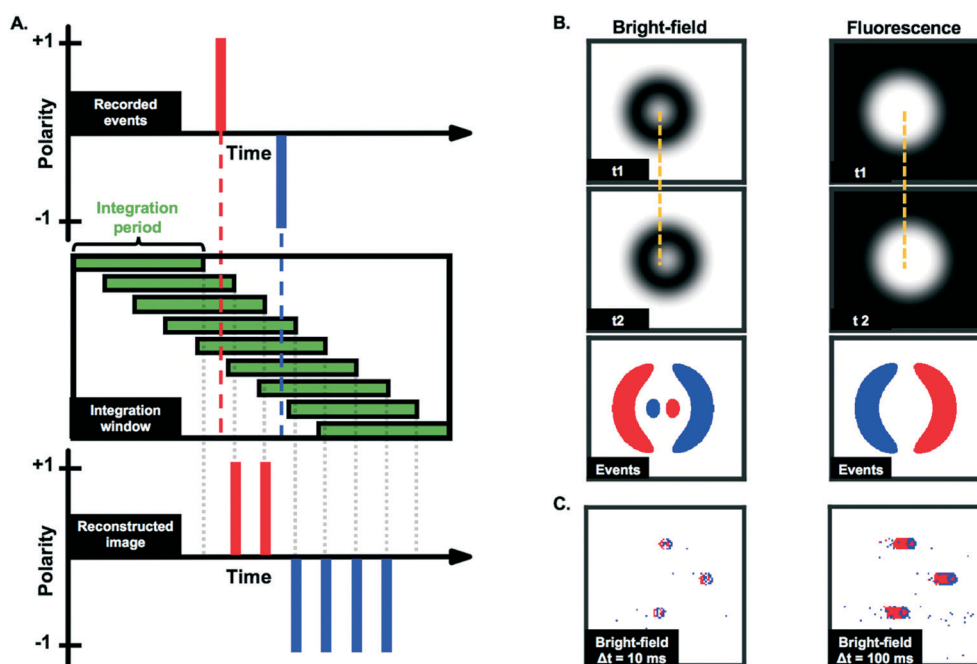 A.
+1
Recorded
events
Polarity
Time
-1
Integration
period
Integration
window
+1
Reconstructed
image
Polarity
Time
-1
B.
Bright-field
Fluorescence
t1
t1
t2
t 2
Events
Events
C.
Bright-field
Δt = 10 ms
Bright-field
Δt = 100 ms